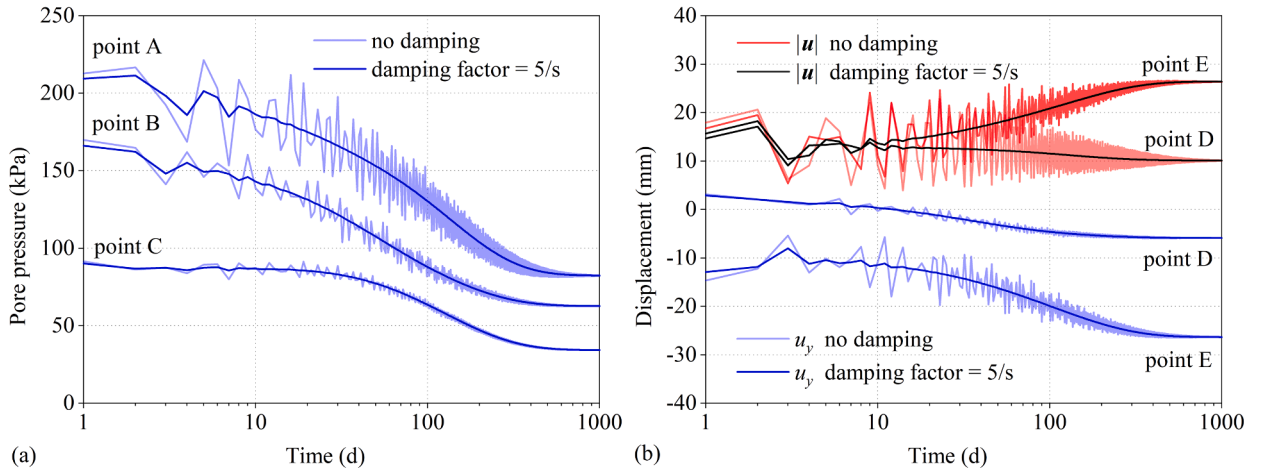 250
200
150
100
50
0
Pore pressure (kPa)
point A
point B
point C
no damping
damping factor = 5/s
1
10
100
1000
Time (d)
(a)
40
30
20
10
0
-10
-20
-30
-40
Displacement (mm)
|u| no damping
|u| damping factor = 5/s
point E
point D
point D
u_y no damping
u_y damping factor = 5/s
point E
1
10
100
1000
Time (d)
(b)